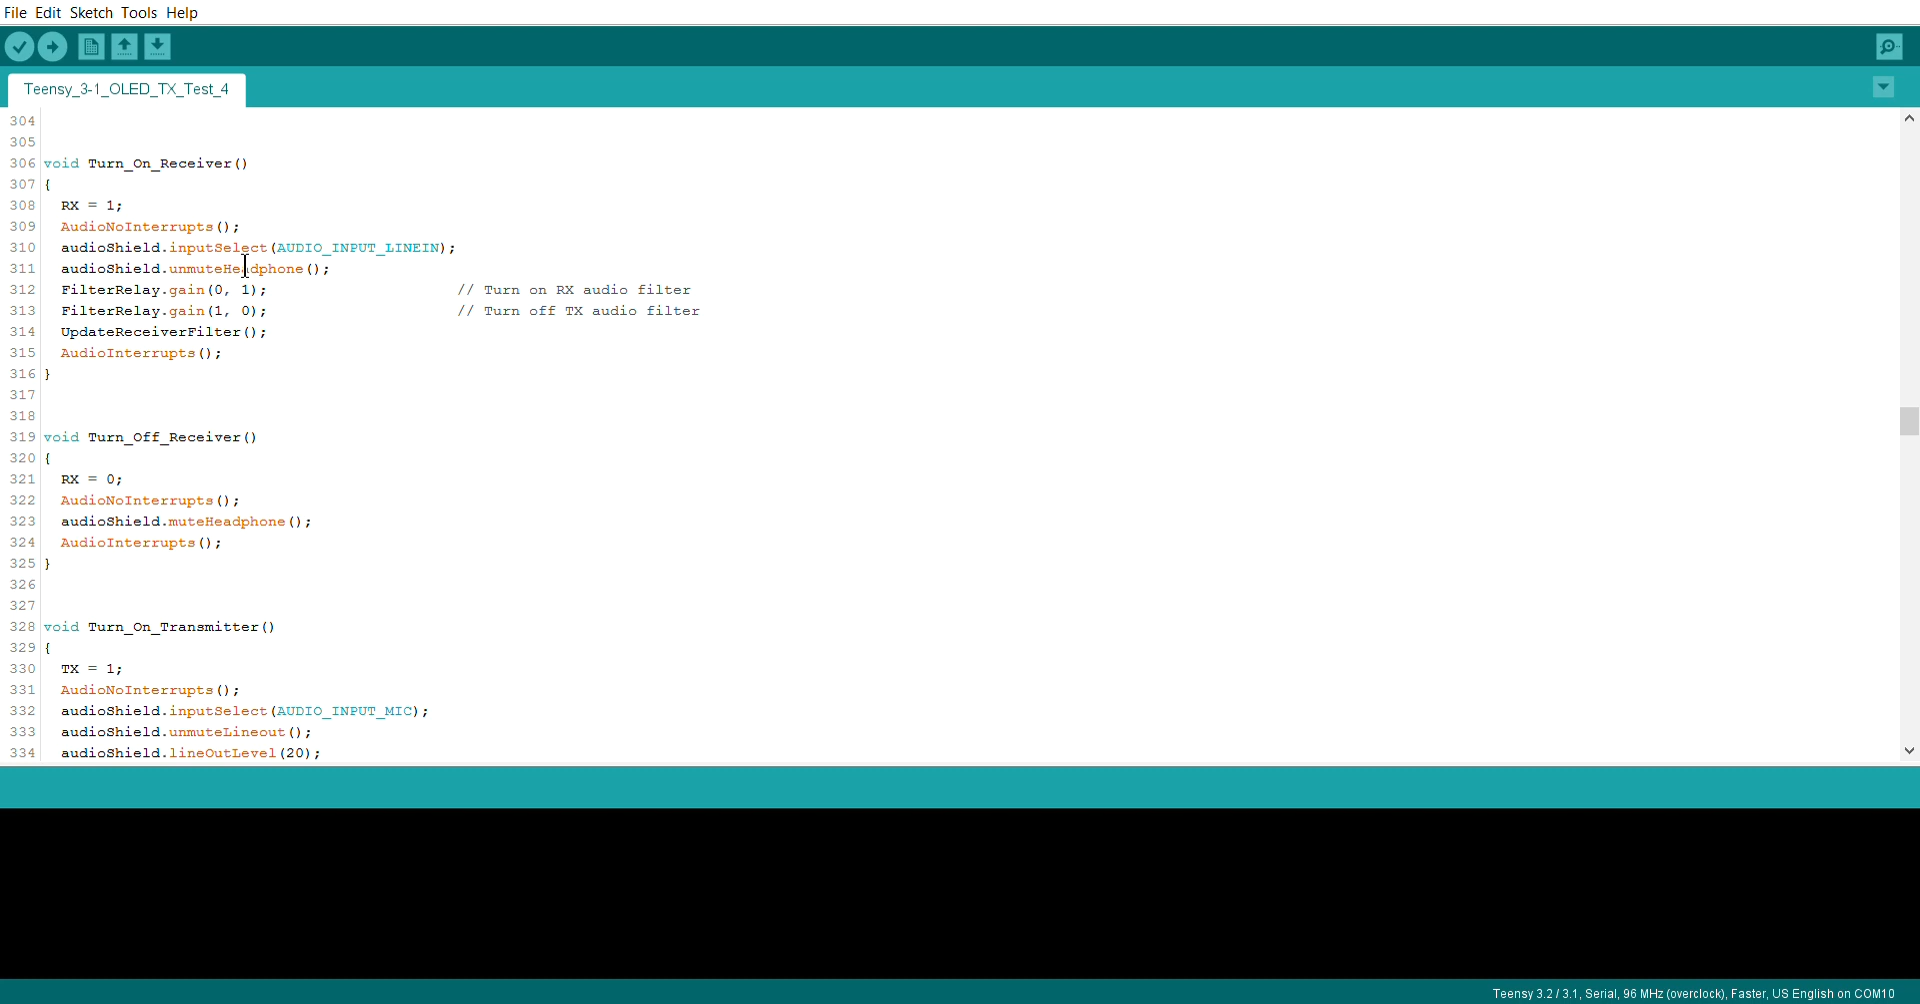 File Edit Sketch Tools Help
Teensy_3-1_OLED_TX_Test_4
304
305
306 void Turn_On_Receiver()
307 {
308   RX = 1;
309   AudioNoInterrupts();
310   audioShield.inputSelect(AUDIO_INPUT_LINEIN);
311   audioShield.unmuteHeadphone();
312   FilterRelay.gain(0, 1);                     // Turn on RX audio filter
313   FilterRelay.gain(1, 0);                     // Turn off TX audio filter
314   UpdateReceiverFilter();
315   AudioInterrupts();
316 }
317
318
319 void Turn_Off_Receiver()
320 {
321   RX = 0;
322   AudioNoInterrupts();
323   audioShield.muteHeadphone();
324   AudioInterrupts();
325 }
326
327
328 void Turn_On_Transmitter()
329 {
330   TX = 1;
331   AudioNoInterrupts();
332   audioShield.inputSelect(AUDIO_INPUT_MIC);
333   audioShield.unmuteLineout();
334   audioShield.lineOutLevel(20);
Teensy 3.2 / 3.1, Serial, 96 MHz (overclock), Faster, US English on COM10